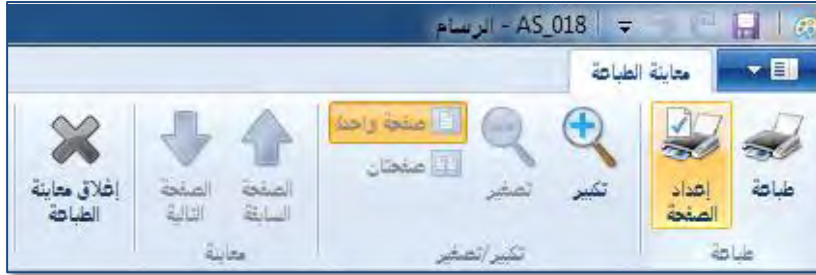 AS_018 - الرسام
معاينة الطباعة
طباعة
إعداد الصفحة
تكبير
تصغير
صفحة واحدة
صفحتان
الصفحة السابقة
الصفحة التالية
إغلاق معاينة الطباعة
طباعة
تكبير/تصغير
معاينة